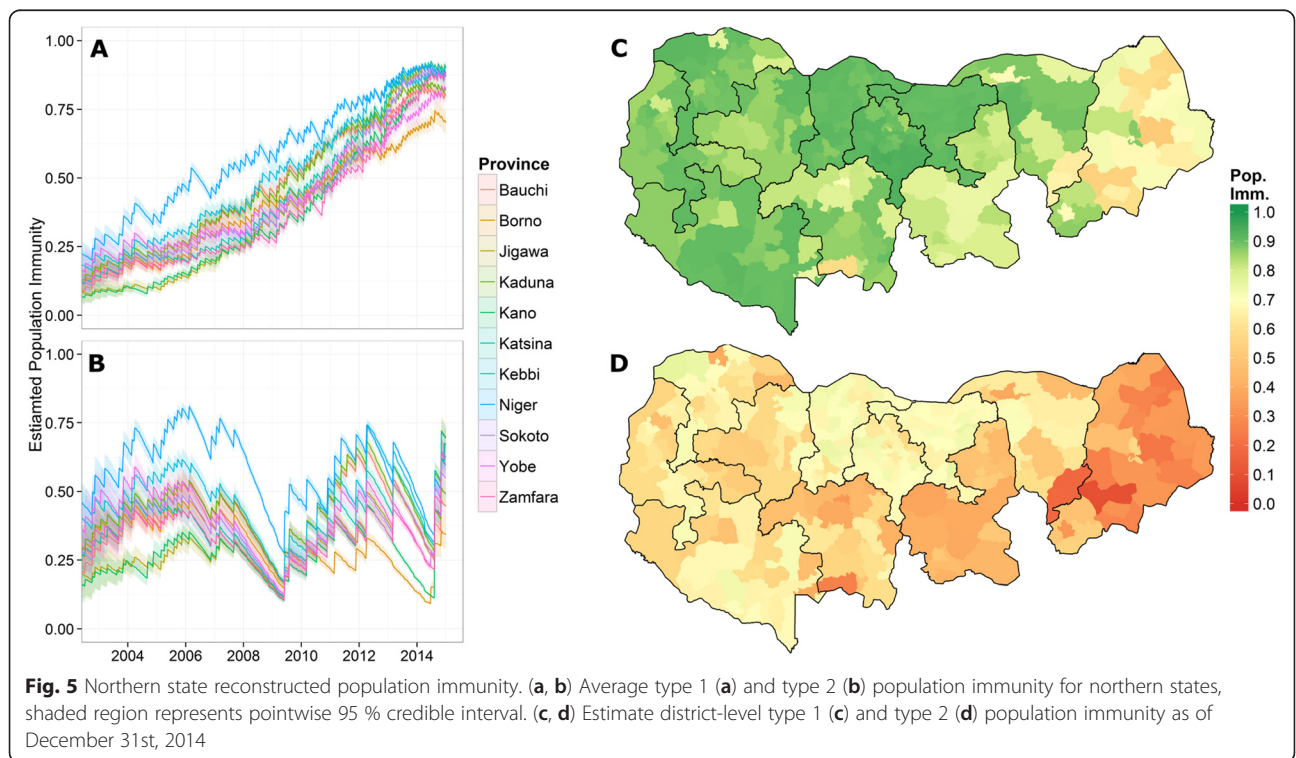 A
1.00
0.75
0.50
0.25
0.00
B
1.00
0.75
0.50
0.25
0.00
Estiamted Population Immunity
2004 2006 2008 2010 2012 2014
Province
Bauchi
Borno
Jigawa
Kaduna
Kano
Katsina
Kebbi
Niger
Sokoto
Yobe
Zamfara
C
D
Pop.
Imm.
1.0
0.9
0.8
0.7
0.6
0.5
0.4
0.3
0.2
0.1
0.0
Fig. 5 Northern state reconstructed population immunity. (a, b) Average type 1 (a) and type 2 (b) population immunity for northern states,
shaded region represents pointwise 95 % credible interval. (c, d) Estimate district-level type 1 (c) and type 2 (d) population immunity as of
December 31st, 2014